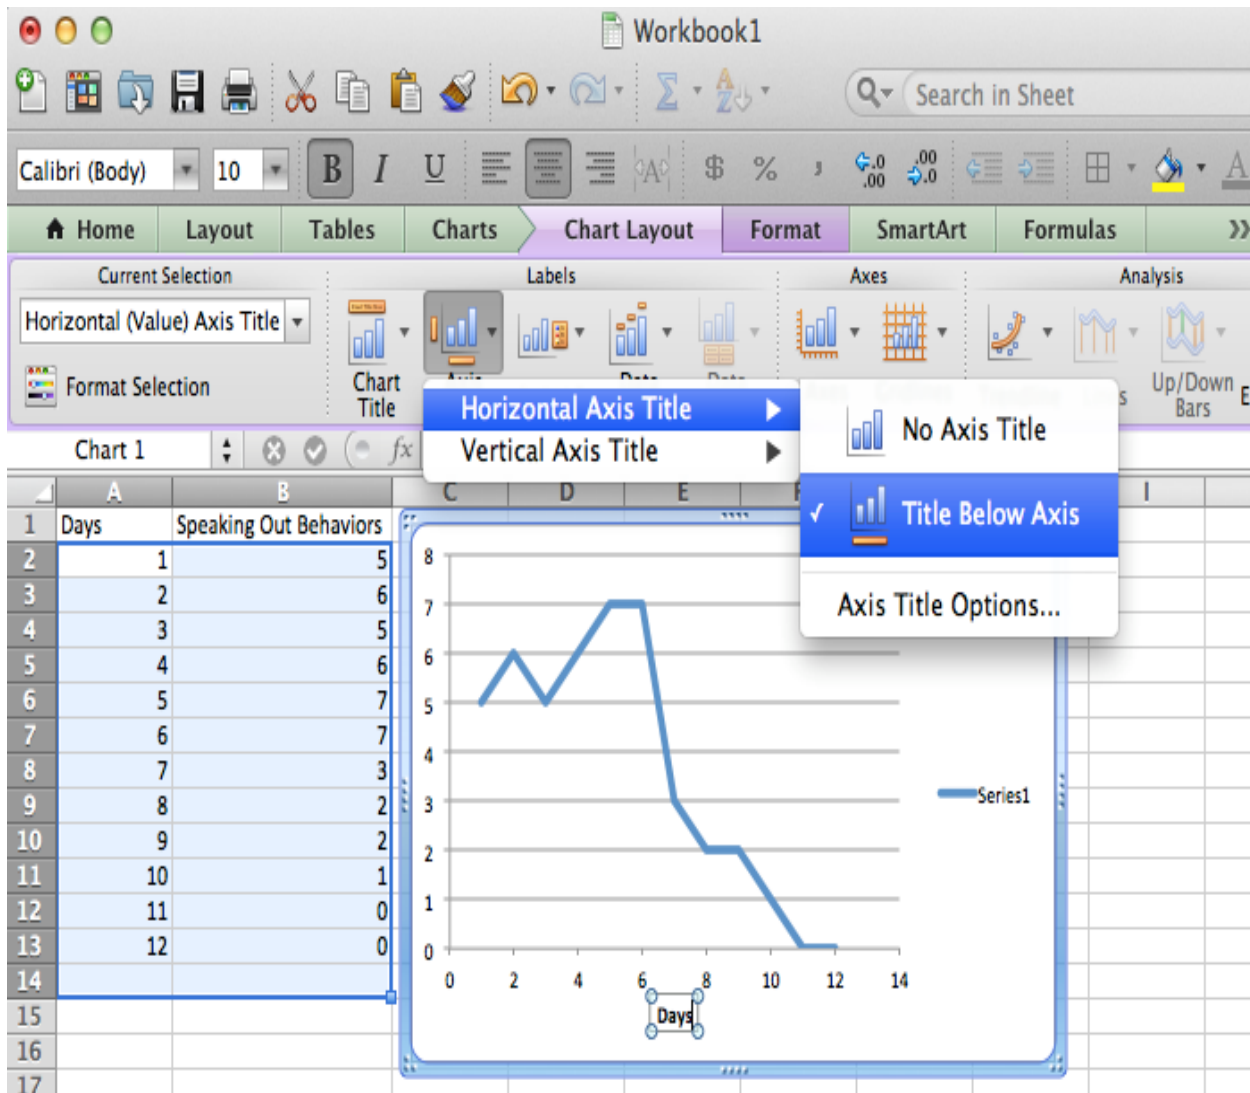 Workbook1
Search in Sheet
Calibri (Body) 10 B I U A $ % , .0 .00 .00 .0 A
Home Layout Tables Charts Chart Layout Format SmartArt Formulas
Current Selection Labels Axes Analysis
Horizontal (Value) Axis Title
Format Selection
Chart Title
Up/Down Bars
Horizontal Axis Title
Vertical Axis Title
No Axis Title
Title Below Axis
Axis Title Options...
Chart 1 fx
A B C D E F I
1 Days Speaking Out Behaviors
2 1 5
3 2 6
4 3 5
5 4 6
6 5 7
7 6 7
8 7 3
9 8 2
10 9 2
11 10 1
12 11 0
13 12 0
14
15
16
17
8
7
6
5
4
3
2
1
0
0 2 4 6 8 10 12 14
Days
Series1